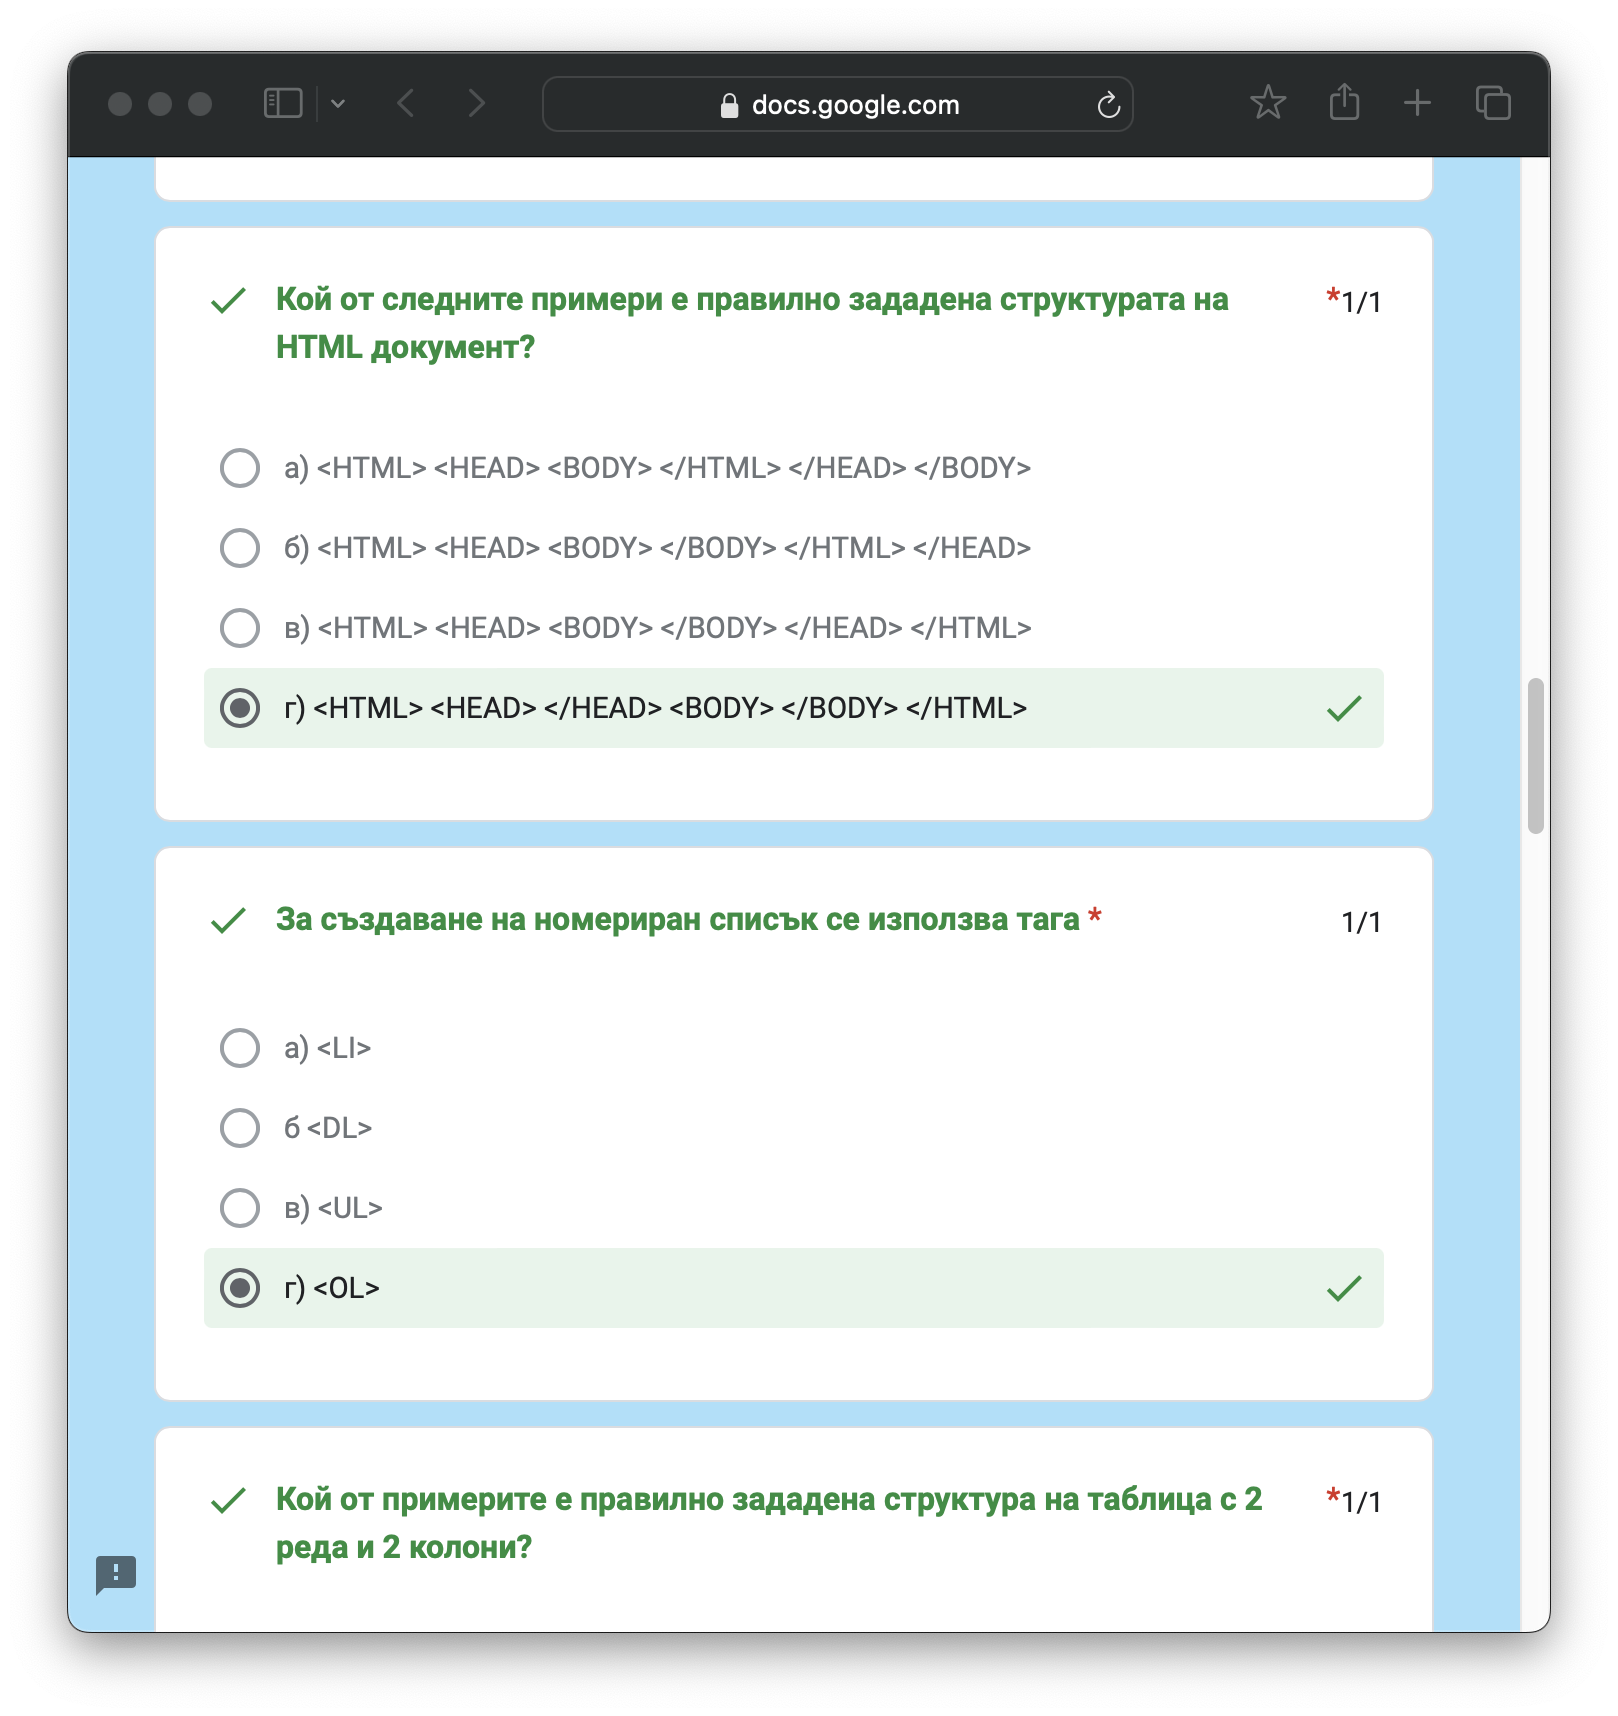 docs.google.com
Кой от следните примери е правилно зададена структурата на
HTML документ?
*1/1
а) <HTML> <HEAD> <BODY> </HTML> </HEAD> </BODY>
б) <HTML> <HEAD> <BODY> </BODY> </HTML> </HEAD>
в) <HTML> <HEAD> <BODY> </BODY> </HEAD> </HTML>
г) <HTML> <HEAD> </HEAD> <BODY> </BODY> </HTML>
За създаване на номериран списък се използва тага *
1/1
а) <LI>
б <DL>
в) <UL>
г) <OL>
Кой от примерите е правилно зададена структура на таблица с 2
реда и 2 колони?
*1/1